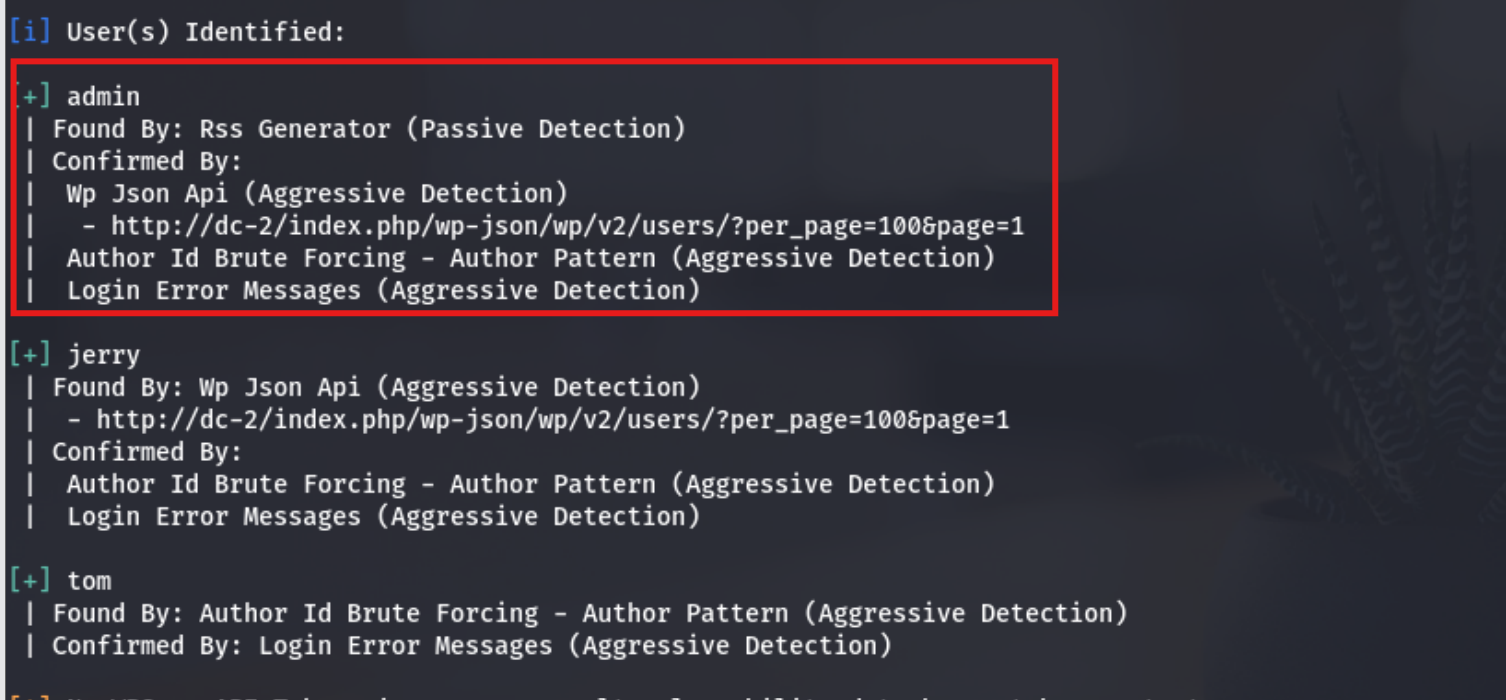 [i] User(s) Identified:
[+] admin
| Found By: Rss Generator (Passive Detection)
| Confirmed By:
|  Wp Json Api (Aggressive Detection)
|   - http://dc-2/index.php/wp-json/wp/v2/users/?per_page=100&page=1
|  Author Id Brute Forcing - Author Pattern (Aggressive Detection)
|  Login Error Messages (Aggressive Detection)
[+] jerry
| Found By: Wp Json Api (Aggressive Detection)
|  - http://dc-2/index.php/wp-json/wp/v2/users/?per_page=100&page=1
| Confirmed By:
|  Author Id Brute Forcing - Author Pattern (Aggressive Detection)
|  Login Error Messages (Aggressive Detection)
[+] tom
| Found By: Author Id Brute Forcing - Author Pattern (Aggressive Detection)
| Confirmed By: Login Error Messages (Aggressive Detection)